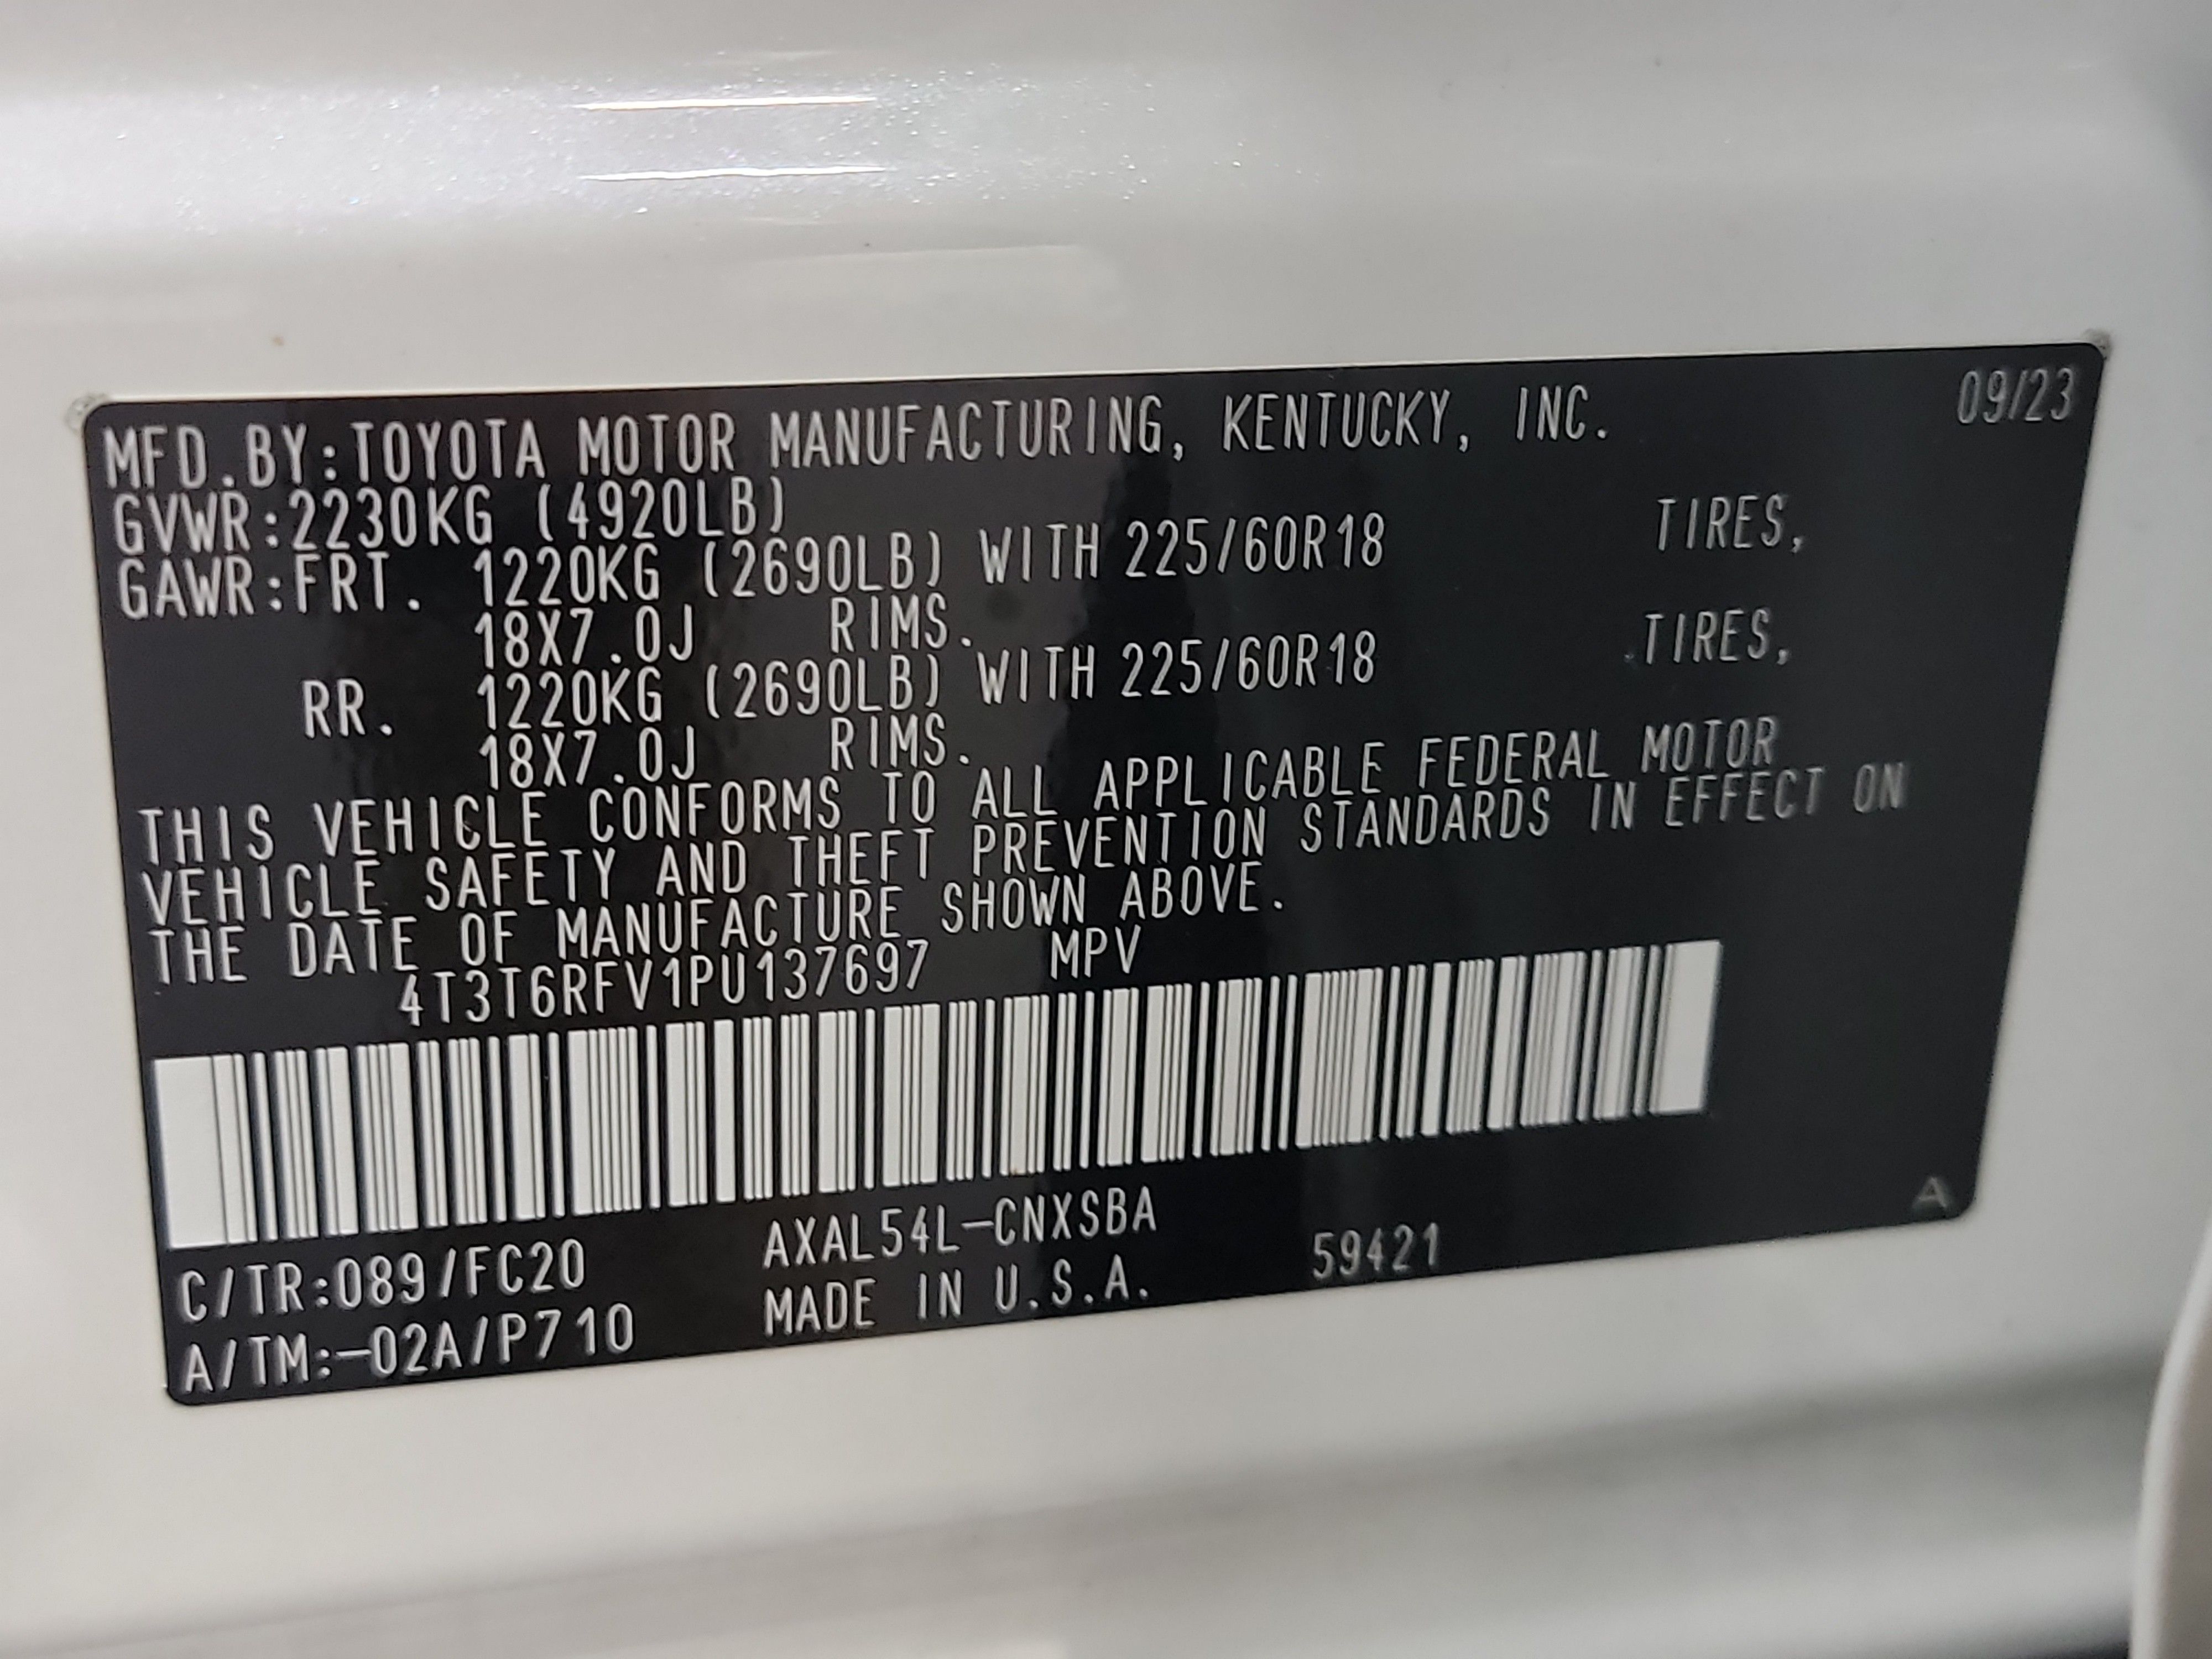 09/23
MFD.BY:TOYOTA MOTOR MANUFACTURING, KENTUCKY, INC.
GVWR:2230KG (4920LB)
GAWR:FRT. 1220KG (2690LB) WITH 225/60R18 TIRES,
18X7.0J RIMS.
RR. 1220KG (2690LB) WITH 225/60R18 TIRES,
18X7.0J RIMS.
THIS VEHICLE CONFORMS TO ALL APPLICABLE FEDERAL MOTOR
VEHICLE SAFETY AND THEFT PREVENTION STANDARDS IN EFFECT ON
THE DATE OF MANUFACTURE SHOWN ABOVE.
4T3T6RFV1PU137697 MPV
C/TR:089/FC20 AXAL54L-CNXSBA
A/TM:-02A/P710 MADE IN U.S.A. 59421
A